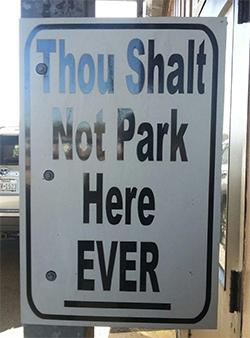 Thou Shalt
Not Park
Here
EVER